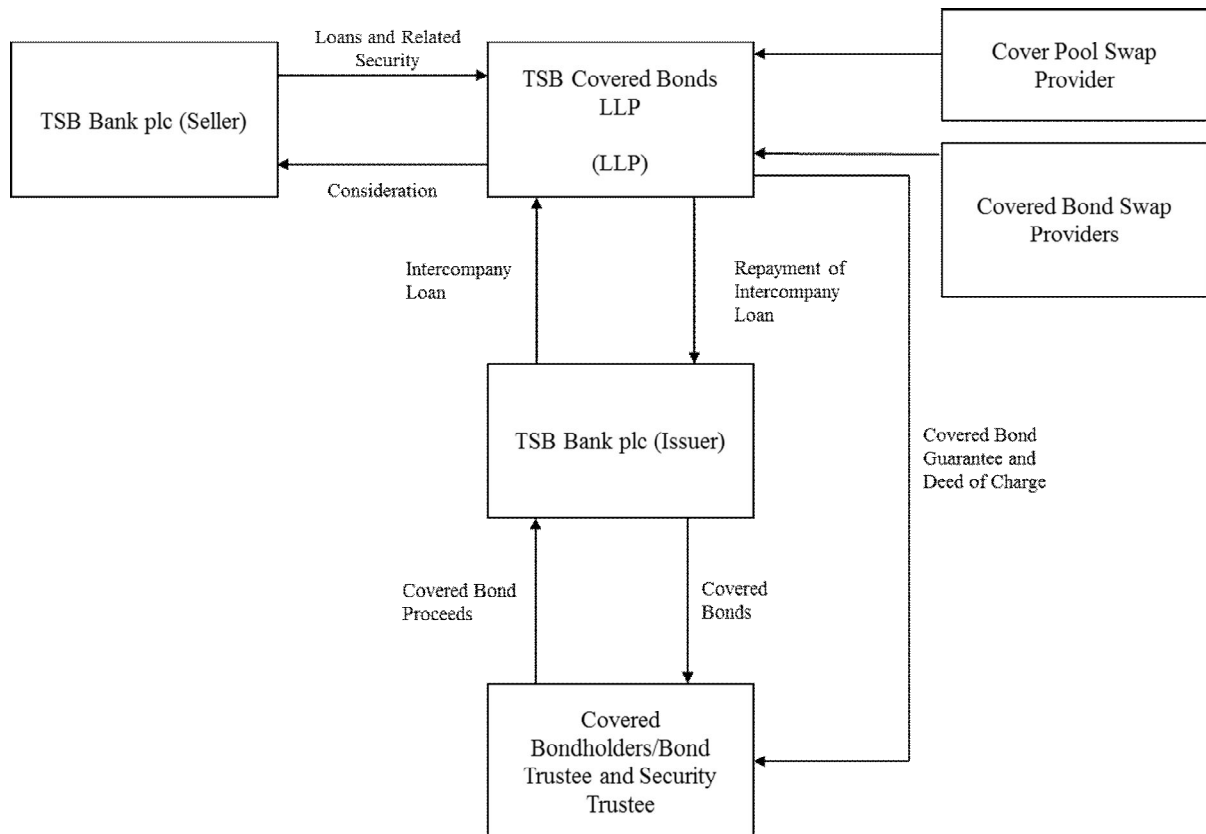 Loans and Related
Security
TSB Bank plc (Seller)
Consideration
TSB Covered Bonds
LLP
(LLP)
Cover Pool Swap
Provider
Covered Bond Swap
Providers
Intercompany
Loan
Repayment of
Intercompany
Loan
TSB Bank plc (Issuer)
Covered Bond
Guarantee and
Deed of Charge
Covered Bond
Proceeds
Covered
Bonds
Covered
Bondholders/Bond
Trustee and Security
Trustee